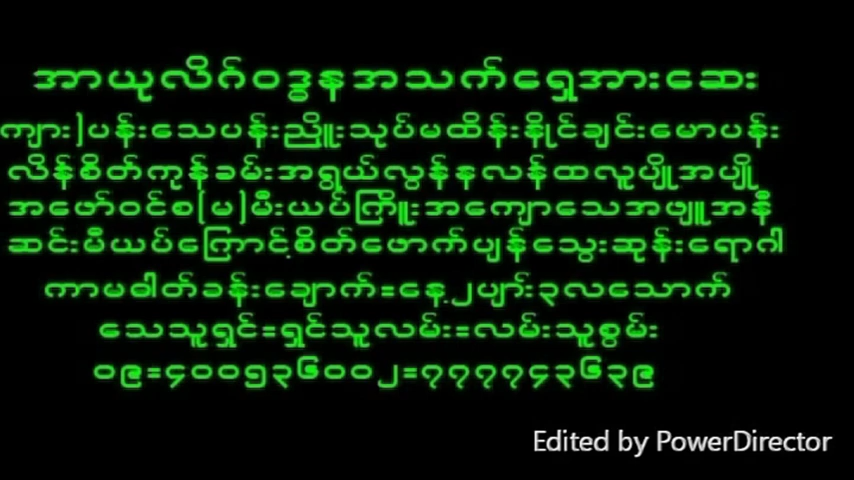 အာယုလိဂ်ဝဒ္ဓနအသက်ရှေအားဆေး
ကျား)ပန်းသေပန်းညှိုးသုပ်မထိန်းနိုင်ချင်းမောပန်း
လိန်စိတ်ကုန်ခမ်းအရွယ်လွန်နလန်ထလူပျိုအပျို
အဖော်ဝင်စ(မ)မီးယပ်ကြိုးအကျောသေအဖျူအနီ
ဆင်းမီယပ်ကြောင့်စိတ်ဖောက်ပျန်သွေးဆုန်းရောဂါ
ကာမဓါတ်ခန်းချောက်=နေ့၂ပျာ်း၃လသောက်
သေသူရှင်=ရှင်သူလမ်း=လမ်းသူစွမ်း
၀၉=၄၀၀၅၃၆၀၀၂=၇၇၇၇၄၃၆၃၉
Edited by PowerDirector